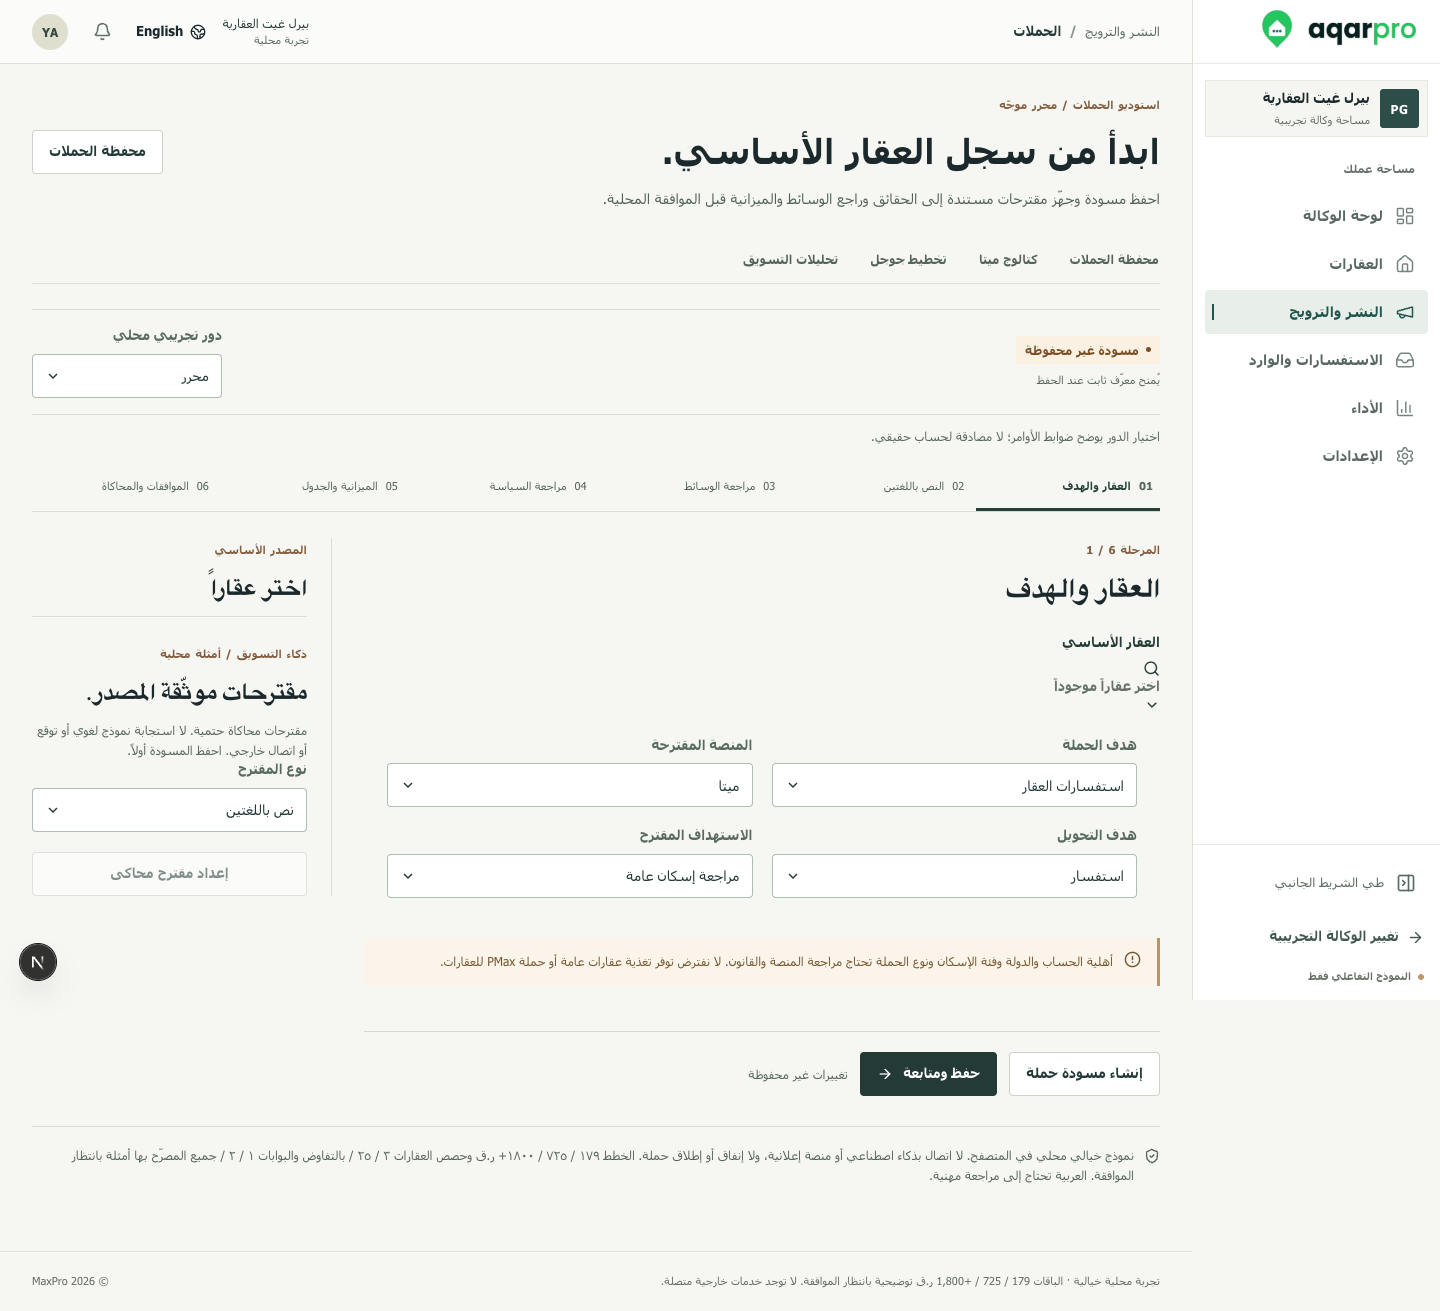 aqarpro
PG
بيرل غيت العقارية
مساحة وكالة تجريبية
مساحة عملك
لوحة الوكالة
العقارات
النشر والترويج
الاستفسارات والوارد
الأداء
الإعدادات
طي الشريط الجانبي
تغيير الوكالة التجريبية
النموذج التفاعلي فقط
النشر والترويج / الحملات
بيرل غيت العقارية
تجربة محلية
English
YA
استوديو الحملات / محرر موجّه
ابدأ من سجل العقار الأساسي.
محفظة الحملات
احفظ مسودة وجهّز مقترحات مستندة إلى الحقائق وراجع الوسائط والميزانية قبل الموافقة المحلية.
محفظة الحملات
كتالوج ميتا
تخطيط جوجل
تحليلات التسويق
مسودة غير محفوظة
يُمنح معرّف ثابت عند الحفظ
دور تجريبي محلي
محرر
اختيار الدور يوضح ضوابط الأوامر؛ لا مصادقة لحساب حقيقي.
01 العقار والهدف
02 النص باللغتين
03 مراجعة الوسائط
04 مراجعة السياسة
05 الميزانية والجدول
06 الموافقات والمحاكاة
المرحلة 6 / 1
العقار والهدف
العقار الأساسي
اختر عقاراً موجوداً
هدف الحملة
استفسارات العقار
المنصة المقترحة
ميتا
هدف التحويل
استفسار
الاستهداف المقترح
مراجعة إسكان عامة
المصدر الأساسي
اختر عقاراً
ذكاء التسويق / أمثلة محلية
مقترحات موثّقة المصدر.
مقترحات محاكاة حتمية. لا استجابة نموذج لغوي أو توقع
أو اتصال خارجي. احفظ المسودة أولاً.
نوع المقترح
نص باللغتين
إعداد مقترح محاكى
أهلية الحساب والدولة وفئة الإسكان ونوع الحملة تحتاج مراجعة المنصة والقانون. لا نفترض توفر تغذية عقارات عامة أو حملة PMax للعقارات.
إنشاء مسودة حملة
حفظ ومتابعة
تغييرات غير محفوظة
نموذج خيالي محلي في المتصفح. لا اتصال بذكاء اصطناعي أو منصة إعلانية، ولا إنفاق أو إطلاق حملة. الخطط ١٧٩ / ٧٢٥ / ١٨٠٠+ ر.ق وحصص العقارات ٣ / ٢٥ / بالتفاوض والبوابات ١ / ٢ / جميع المصرّح بها أمثلة بانتظار
الموافقة. العربية تحتاج إلى مراجعة مهنية.
تجربة محلية خيالية · الباقات 179 / 725 / +1,800 ر.ق توضيحية بانتظار الموافقة. لا توجد خدمات خارجية متصلة.
© 2026 MaxPro